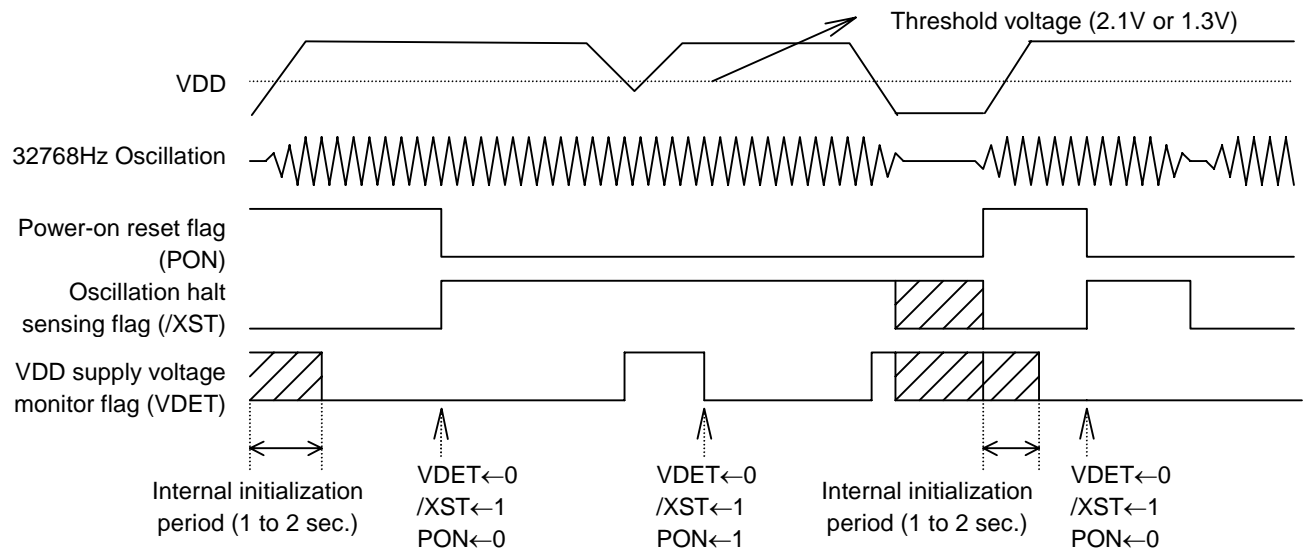 Threshold voltage (2.1V or 1.3V)
VDD
32768Hz Oscillation
Power-on reset flag
(PON)
Oscillation halt
sensing flag (/XST)
VDD supply voltage
monitor flag (VDET)
Internal initialization
period (1 to 2 sec.)
VDET←0
/XST←1
PON←0
VDET←0
/XST←1
PON←1
Internal initialization
period (1 to 2 sec.)
VDET←0
/XST←1
PON←0